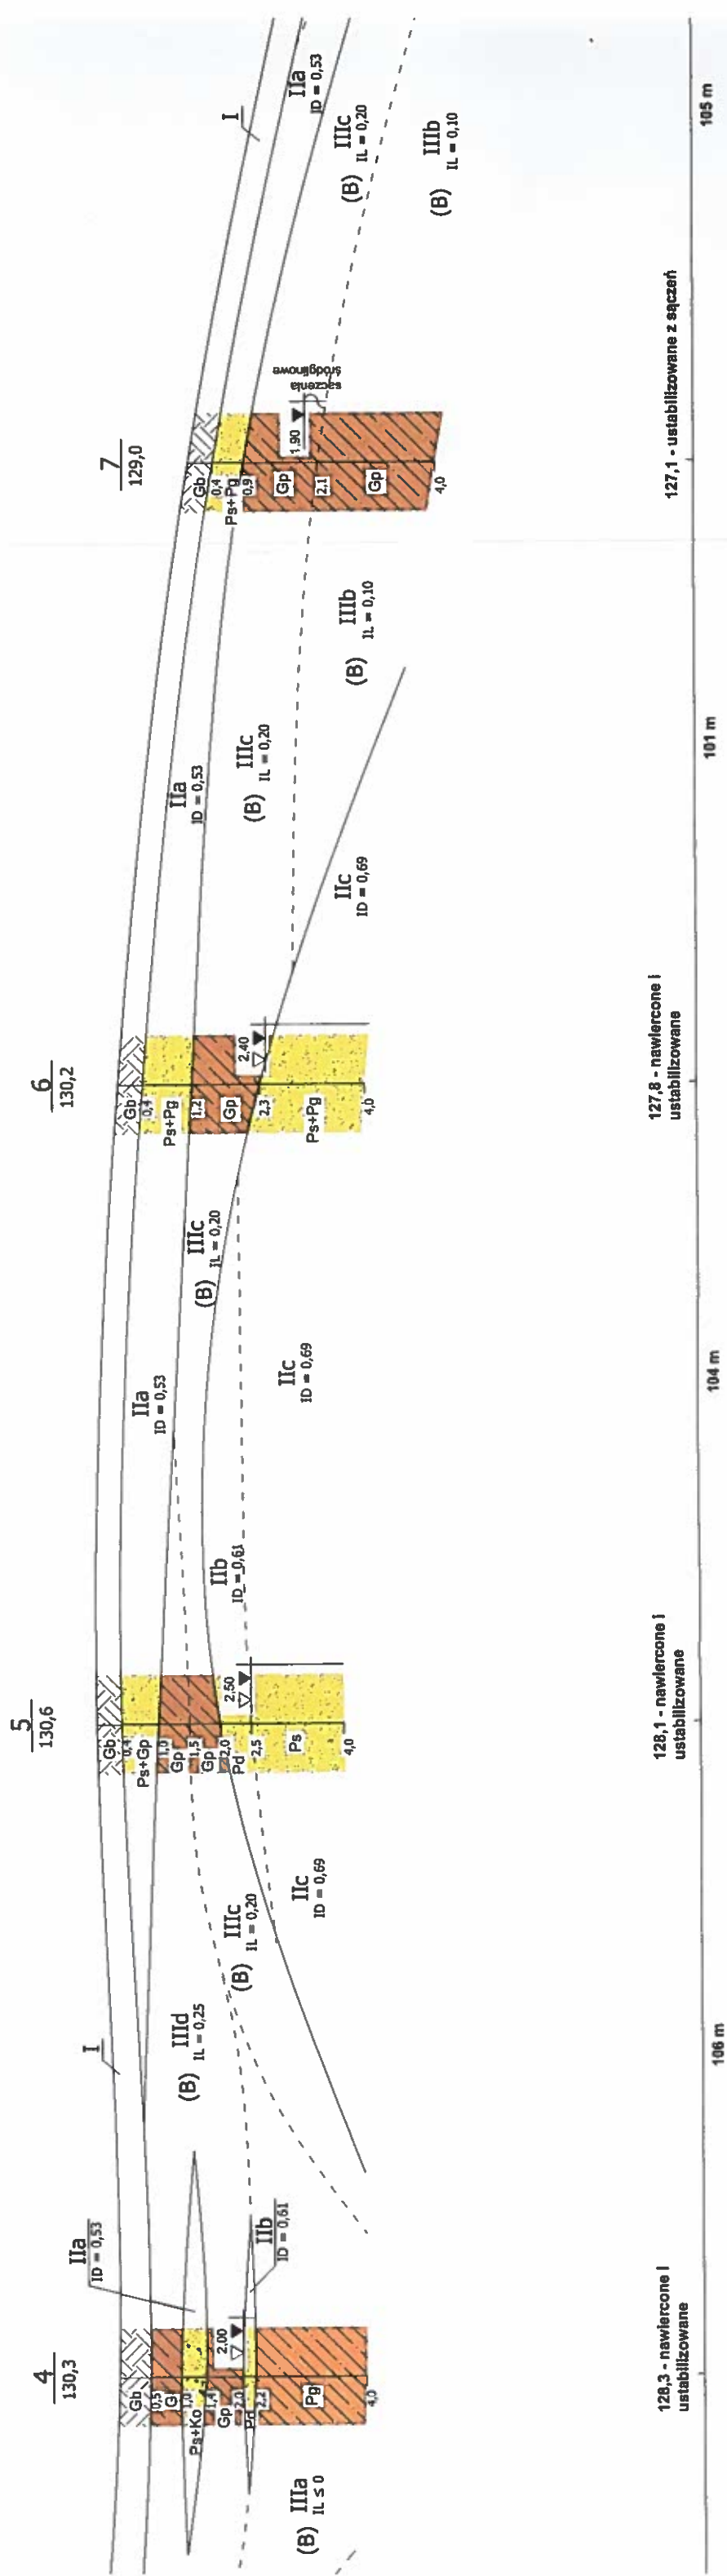 4
130,3
Gb
0,5
G
1,0
Ps+Ko
1,4
Gp
2,0
Pd
2,2
Pg
4,0
2,00
IIa
ID = 0,53
IIb
ID = 0,61
(B) IIIa
IL ≤ 0
I
(B) IIId
IL = 0,25
(B) IIIc
IL = 0,20
IIc
ID = 0,69
5
130,6
Gb
0,4
Ps+Gp
1,0
Gp
1,5
Gp
2,0
Pd
2,5
Ps
4,0
2,50
IIb
ID = 0,61
IIa
ID = 0,53
(B) IIIc
IL = 0,20
IIc
ID = 0,69
6
130,2
Gb
0,4
Ps+Pg
1,2
Gp
2,3
Ps+Pg
4,0
2,40
IIc
ID = 0,69
IIa
ID = 0,53
(B) IIIc
IL = 0,20
(B) IIIb
IL = 0,10
7
129,0
Gb
0,4
Ps+Pg
0,9
Gp
2,1
Gp
4,0
1,90
sączenia
śródglinowe
I
IIa
ID = 0,53
(B) IIIc
IL = 0,20
(B) IIIb
IL = 0,10
128,3 - nawiercone i
ustabilizowane
128,1 - nawiercone i
ustabilizowane
127,8 - nawiercone i
ustabilizowane
127,1 - ustabilizowane z sączeń
106 m
104 m
101 m
105 m